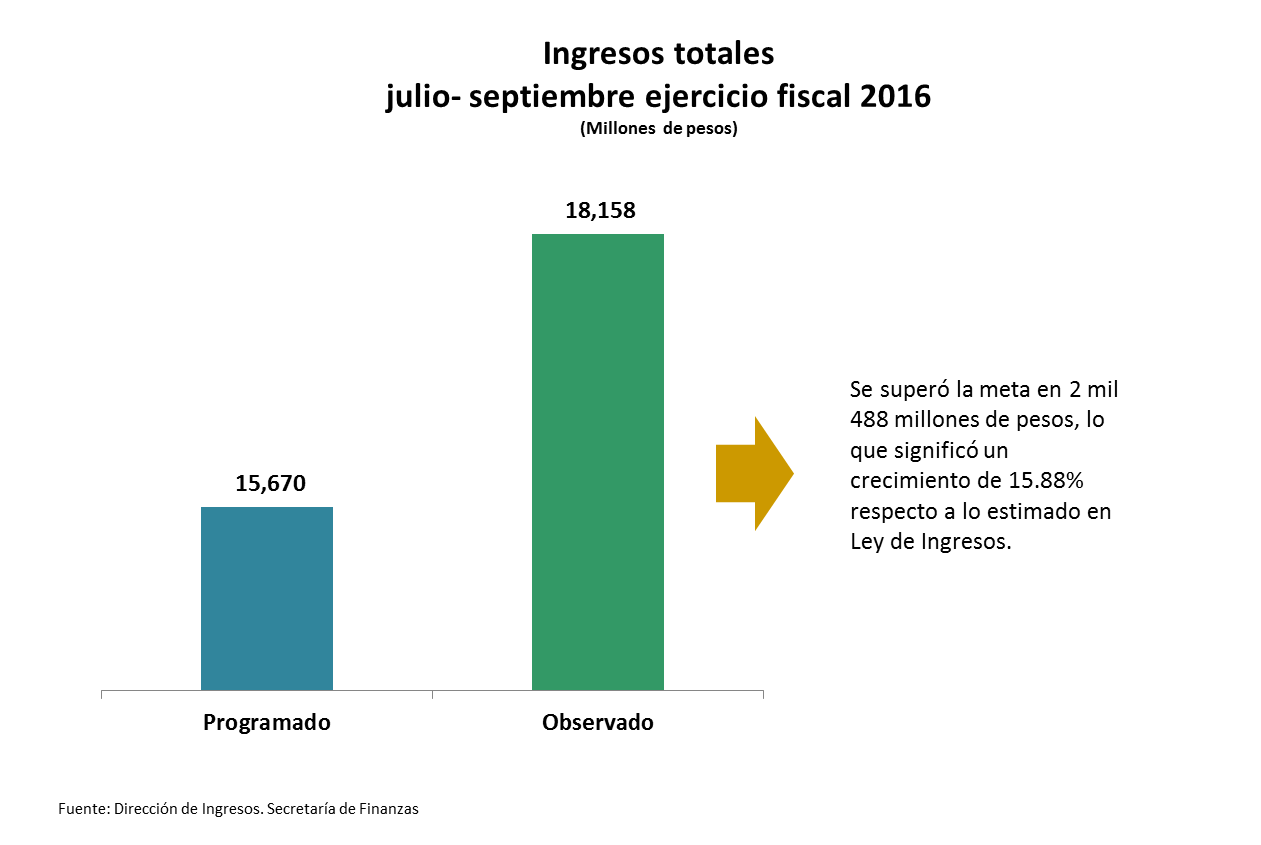 Ingresos totales
julio- septiembre ejercicio fiscal 2016
(Millones de pesos)
18,158
15,670
Se superó la meta en 2 mil
488 millones de pesos, lo
que significó un
crecimiento de 15.88%
respecto a lo estimado en
Ley de Ingresos.
Programado
Observado
Fuente: Dirección de Ingresos. Secretaría de Finanzas